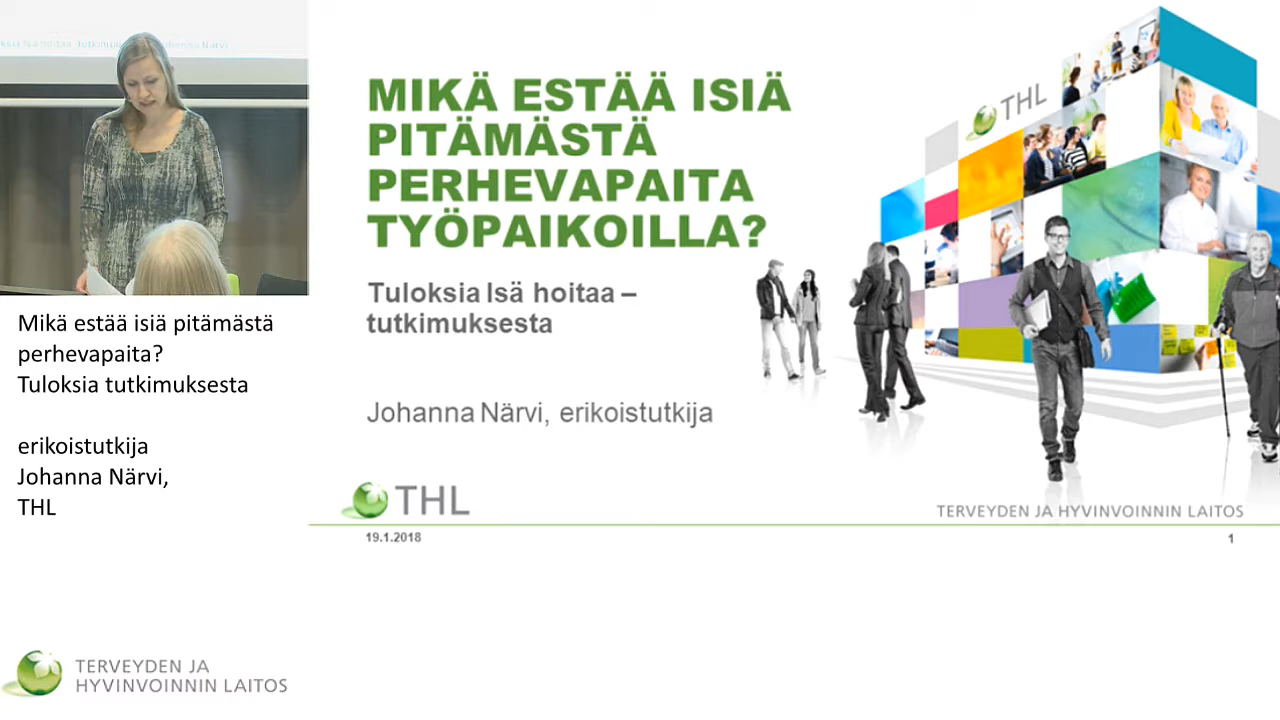 Mikä estää isiä pitämästä
perhevapaita?
Tuloksia tutkimuksesta
erikoistutkija
Johanna Närvi,
THL
TERVEYDEN JA
HYVINVOINNIN LAITOS
MIKÄ ESTÄÄ ISIÄ
PITÄMÄSTÄ
PERHEVAPAITA
TYÖPAIKOILLA?
Tuloksia Isä hoitaa –
tutkimuksesta
Johanna Närvi, erikoistutkija
THL
THL
TERVEYDEN JA HYVINVOINNIN LAITOS
19.1.2018
1